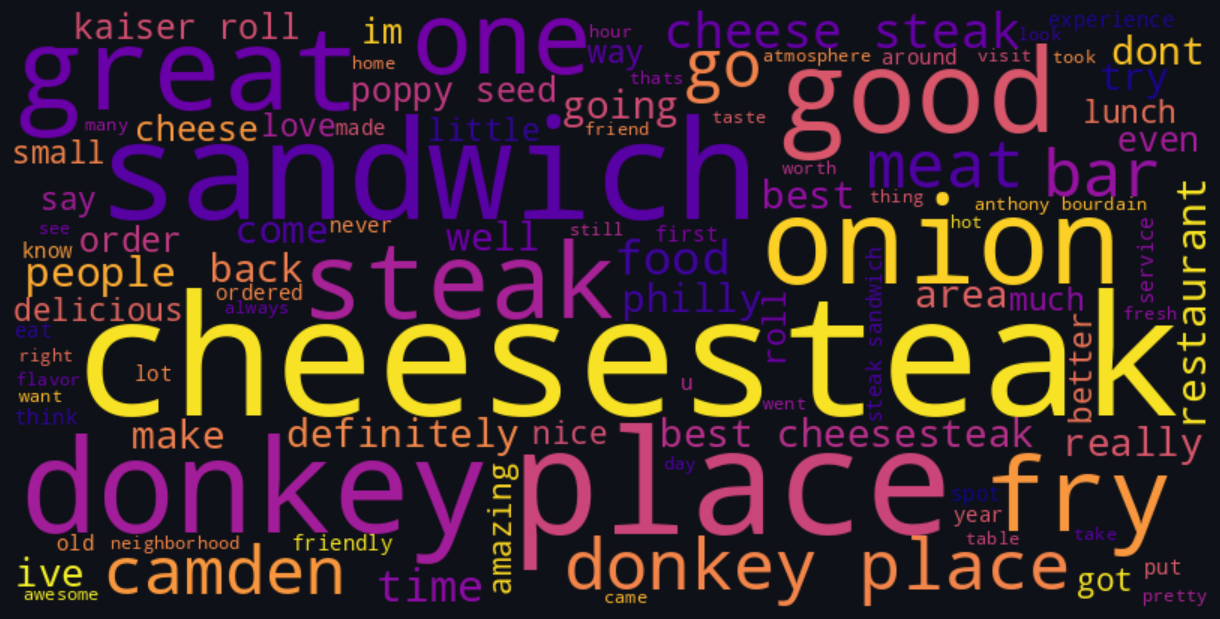 kaiser roll
im
one
hour
way
cheese steak
look
experience
great
home
go
atmosphere
around
visit
took
dont
poppy seed
thats
going
good
try
lunch
many
cheese
love
made
little
friend
taste
even
small
sandwich
worth
meat
bar
say
best
thing
anthony bourdain
restaurant
see
order
come
never
well
still
first
onion
hot
service
know
people
back
steak
food
steak sandwich
ordered
delicious
always
philly
roll
area
much
fresh
eat
cheesesteak
better
right
flavor
lot
want
u
think
went
make
definitely
nice
best cheesesteak
really
donkey
amazing
place
day
spot
fry
year
old
neighborhood
friendly
table
take
ive
camden
time
donkey place
got
put
awesome
came
pretty